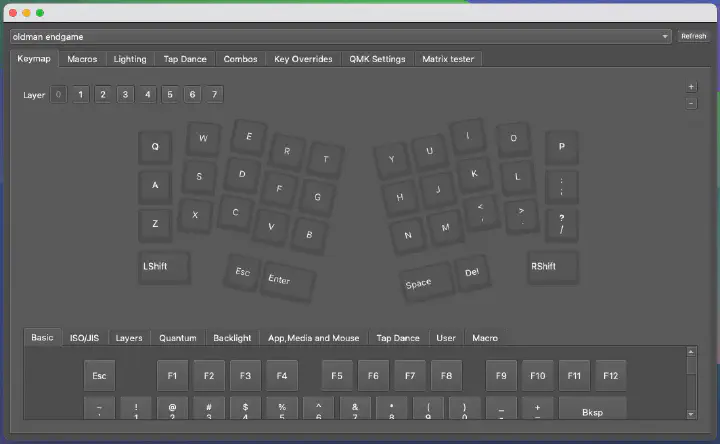 oldman endgame
Refresh
Keymap Macros Lighting Tap Dance Combos Key Overrides QMK Settings Matrix tester
Layer 0 1 2 3 4 5 6 7
+
-
Q W E R T Y U I O P
A S D F G H J K L : ;
Z X C V B N M < , > . ? /
LShift Esc Enter Space Del RShift
Basic ISO/JIS Layers Quantum Backlight App,Media and Mouse Tap Dance User Macro
Esc F1 F2 F3 F4 F5 F6 F7 F8 F9 F10 F11 F12
~ ! @ # $ % ^ & * ( ) _ +
` 1 2 3 4 5 6 7 8 9 0 - = Bksp